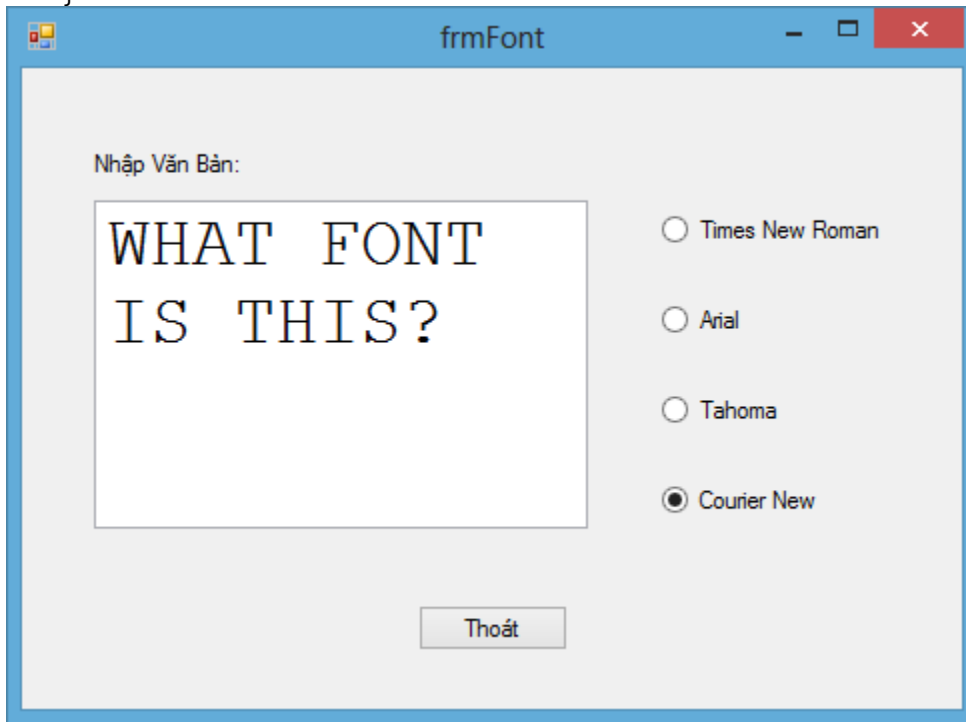 frmFont
Nhập Văn Bản:
WHAT FONT
IS THIS?
Times New Roman
Arial
Tahoma
Courier New
Thoát